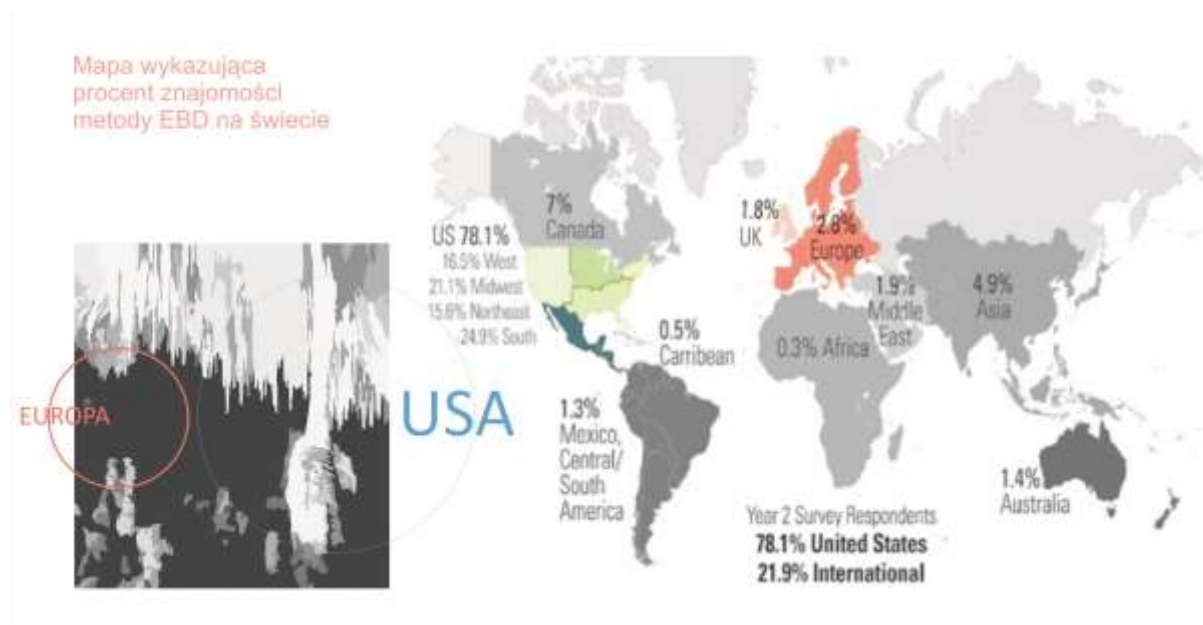 Mapa wykazująca
procent znajomości
metody EBD na świecie
EUROPA
USA
US 78.1%
16.5% West
21.1% Midwest
15.6% Northeast
24.9% South
7%
Canada
0.5%
Carribean
1.3%
Mexico,
Central/
South
America
1.8%
UK
2.8%
Europe
1.9%
Middle
East
4.9%
Asia
0.3% Africa
1.4%
Australia
Year 2 Survey Respondents
78.1% United States
21.9% International